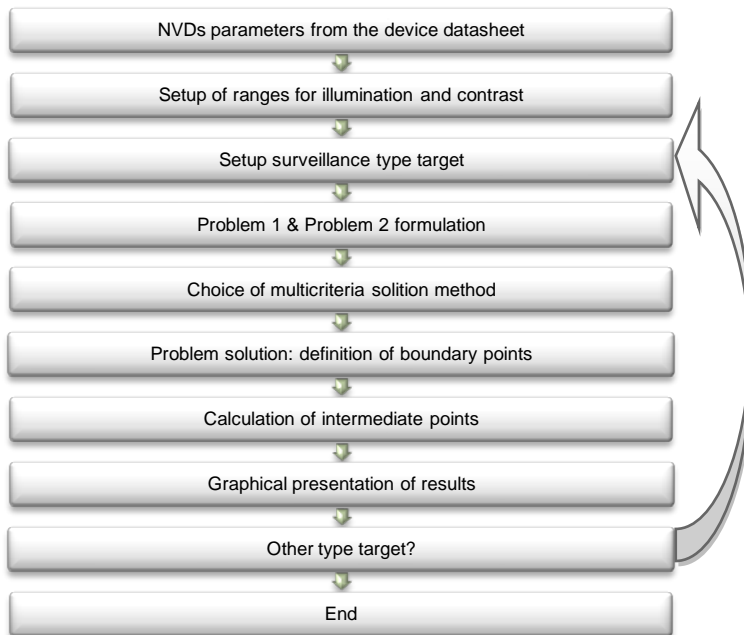 NVDs parameters from the device datasheet
Setup of ranges for illumination and contrast
Setup surveillance type target
Problem 1 & Problem 2 formulation
Choice of multicriteria solition method
Problem solution: definition of boundary points
Calculation of intermediate points
Graphical presentation of results
Other type target?
End